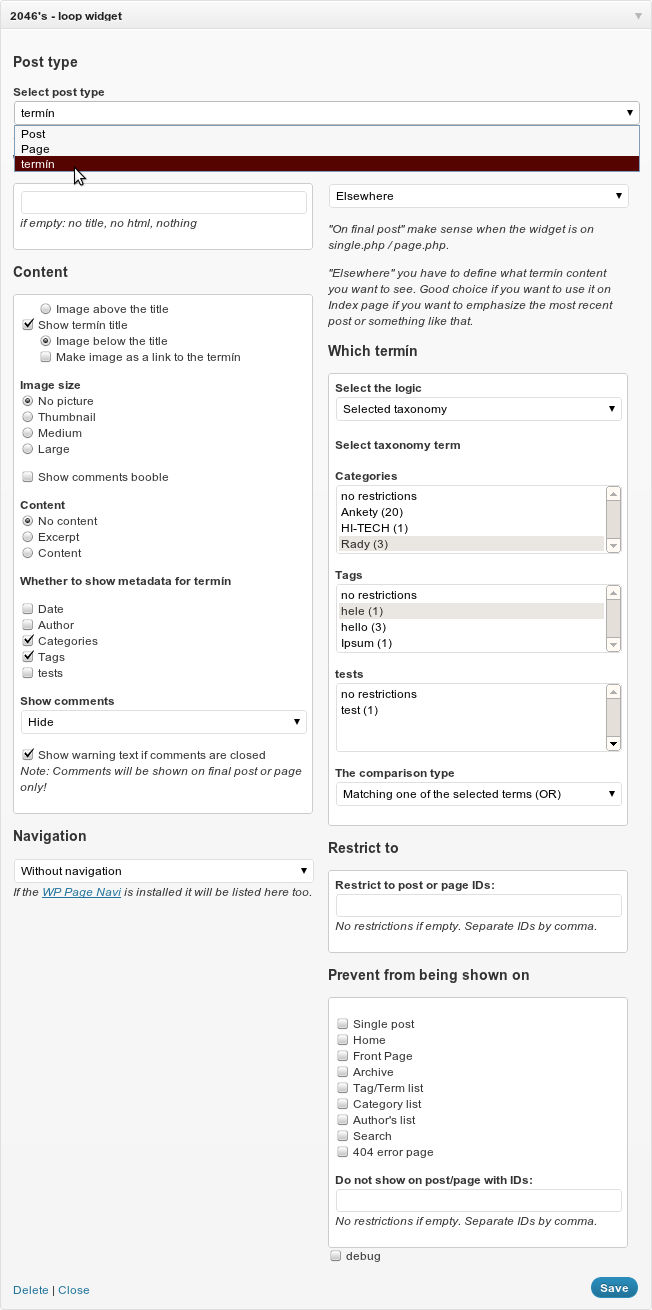 2046's - loop widget
Post type
Select post type
termín
Post
Page
termín
if empty: no title, no html, nothing
Content
Image above the title
Show termín title
Image below the title
Make image as a link to the termín
Image size
No picture
Thumbnail
Medium
Large
Show comments booble
Content
No content
Excerpt
Content
Whether to show metadata for termín
Date
Author
Categories
Tags
tests
Show comments
Hide
Show warning text if comments are closed
Note: Comments will be shown on final post or page
only!
Navigation
Without navigation
If the WP Page Navi is installed it will be listed here too.
Elsewhere
"On final post" make sense when the widget is on
single.php / page.php.
"Elsewhere" you have to define what termín content
you want to see. Good choice if you want to use it on
Index page if you want to emphasize the most recent
post or something like that.
Which termín
Select the logic
Selected taxonomy
Select taxonomy term
Categories
no restrictions
Ankety (20)
HI-TECH (1)
Rady (3)
Tags
no restrictions
hele (1)
hello (3)
Ipsum (1)
tests
no restrictions
test (1)
The comparison type
Matching one of the selected terms (OR)
Restrict to
Restrict to post or page IDs:
No restrictions if empty. Separate IDs by comma.
Prevent from being shown on
Single post
Home
Front Page
Archive
Tag/Term list
Category list
Author's list
Search
404 error page
Do not show on post/page with IDs:
No restrictions if empty. Separate IDs by comma.
debug
Delete | Close
Save